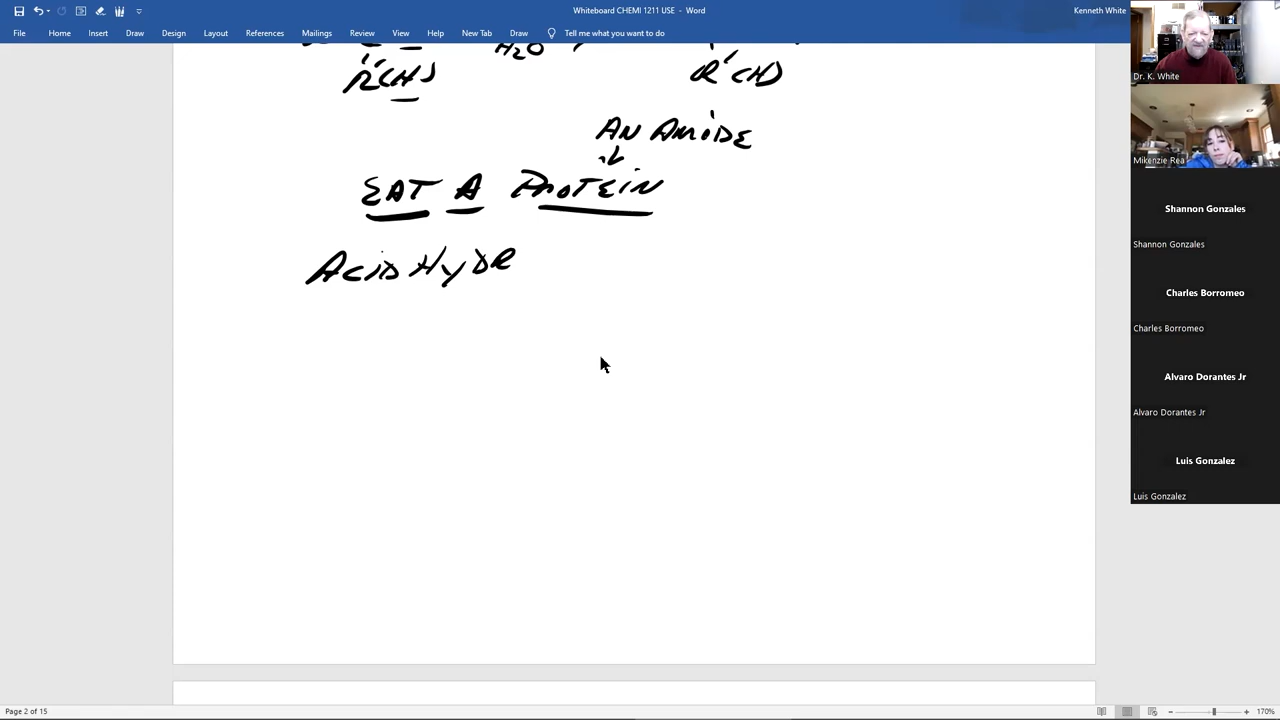 Whiteboard CHEMI 1211 USE - Word
Kenneth White
File Home Insert Draw Design Layout References Mailings Review View Help New Tab Draw Tell me what you want to do
H2O
R'(H)
R'(H)
AN AMIDE
EAT A PROTEIN
ACID HYDR
Dr. K. White
Mikenzie Rea
Shannon Gonzales
Shannon Gonzales
Charles Borromeo
Charles Borromeo
Alvaro Dorantes Jr
Alvaro Dorantes Jr
Luis Gonzalez
Luis Gonzalez
Page 2 of 15
170%